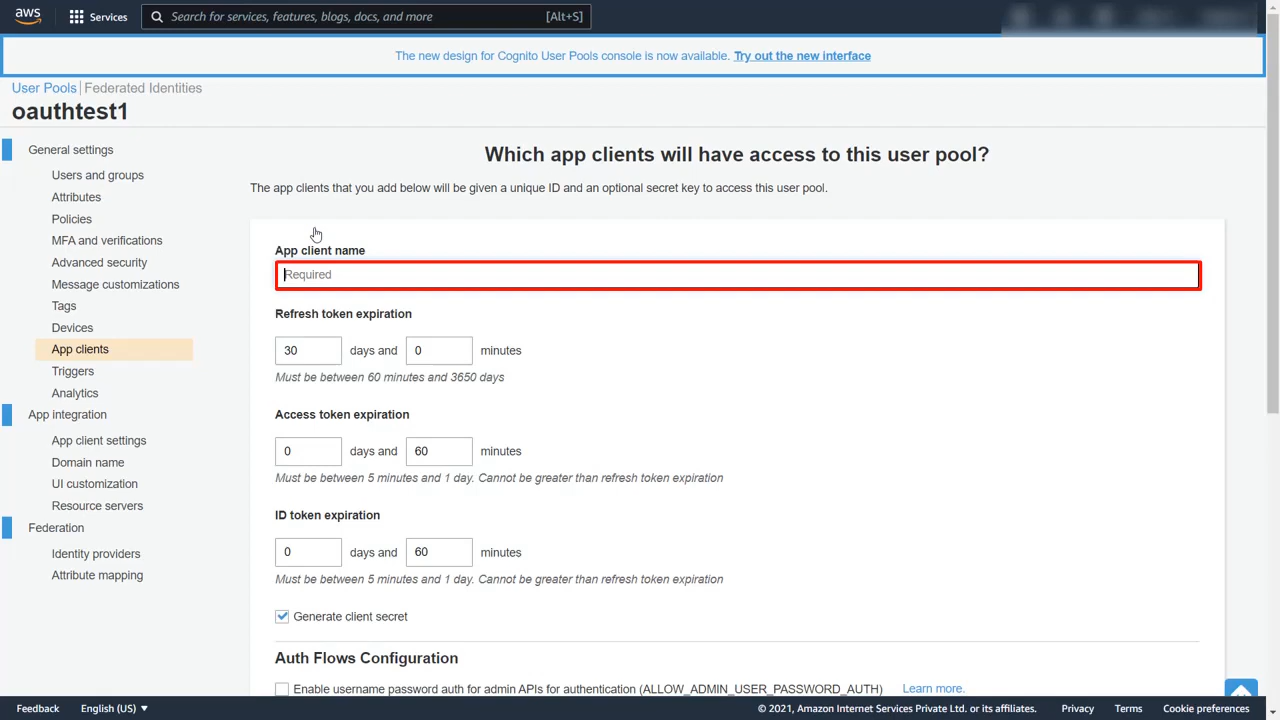 aws Services Search for services, features, blogs, docs, and more [Alt+S]
The new design for Cognito User Pools console is now available. Try out the new interface
User Pools | Federated Identities
oauthtest1
General settings
Users and groups
Attributes
Policies
MFA and verifications
Advanced security
Message customizations
Tags
Devices
App clients
Triggers
Analytics
App integration
App client settings
Domain name
UI customization
Resource servers
Federation
Identity providers
Attribute mapping
Which app clients will have access to this user pool?
The app clients that you add below will be given a unique ID and an optional secret key to access this user pool.
App client name
Required
Refresh token expiration
30 days and 0 minutes
Must be between 60 minutes and 3650 days
Access token expiration
0 days and 60 minutes
Must be between 5 minutes and 1 day. Cannot be greater than refresh token expiration
ID token expiration
0 days and 60 minutes
Must be between 5 minutes and 1 day. Cannot be greater than refresh token expiration
Generate client secret
Auth Flows Configuration
Enable username password auth for admin APIs for authentication (ALLOW_ADMIN_USER_PASSWORD_AUTH) Learn more.
Feedback English (US) © 2021, Amazon Internet Services Private Ltd. or its affiliates. Privacy Terms Cookie preferences